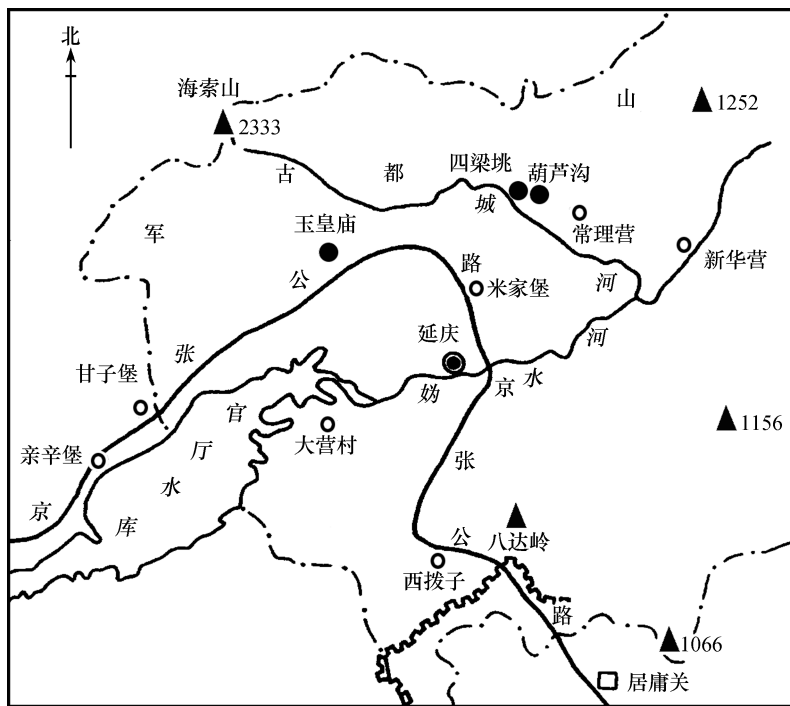 北
海索山
2333
山
1252
四梁垗
葫芦沟
古都城河
军
玉皇庙
常理营
新华营
公路
米家堡
延庆
张
甘子堡
妫水河
京
官厅水库
大营村
1156
亲辛堡
张
京
公
八达岭
西拨子
路
1066
居庸关